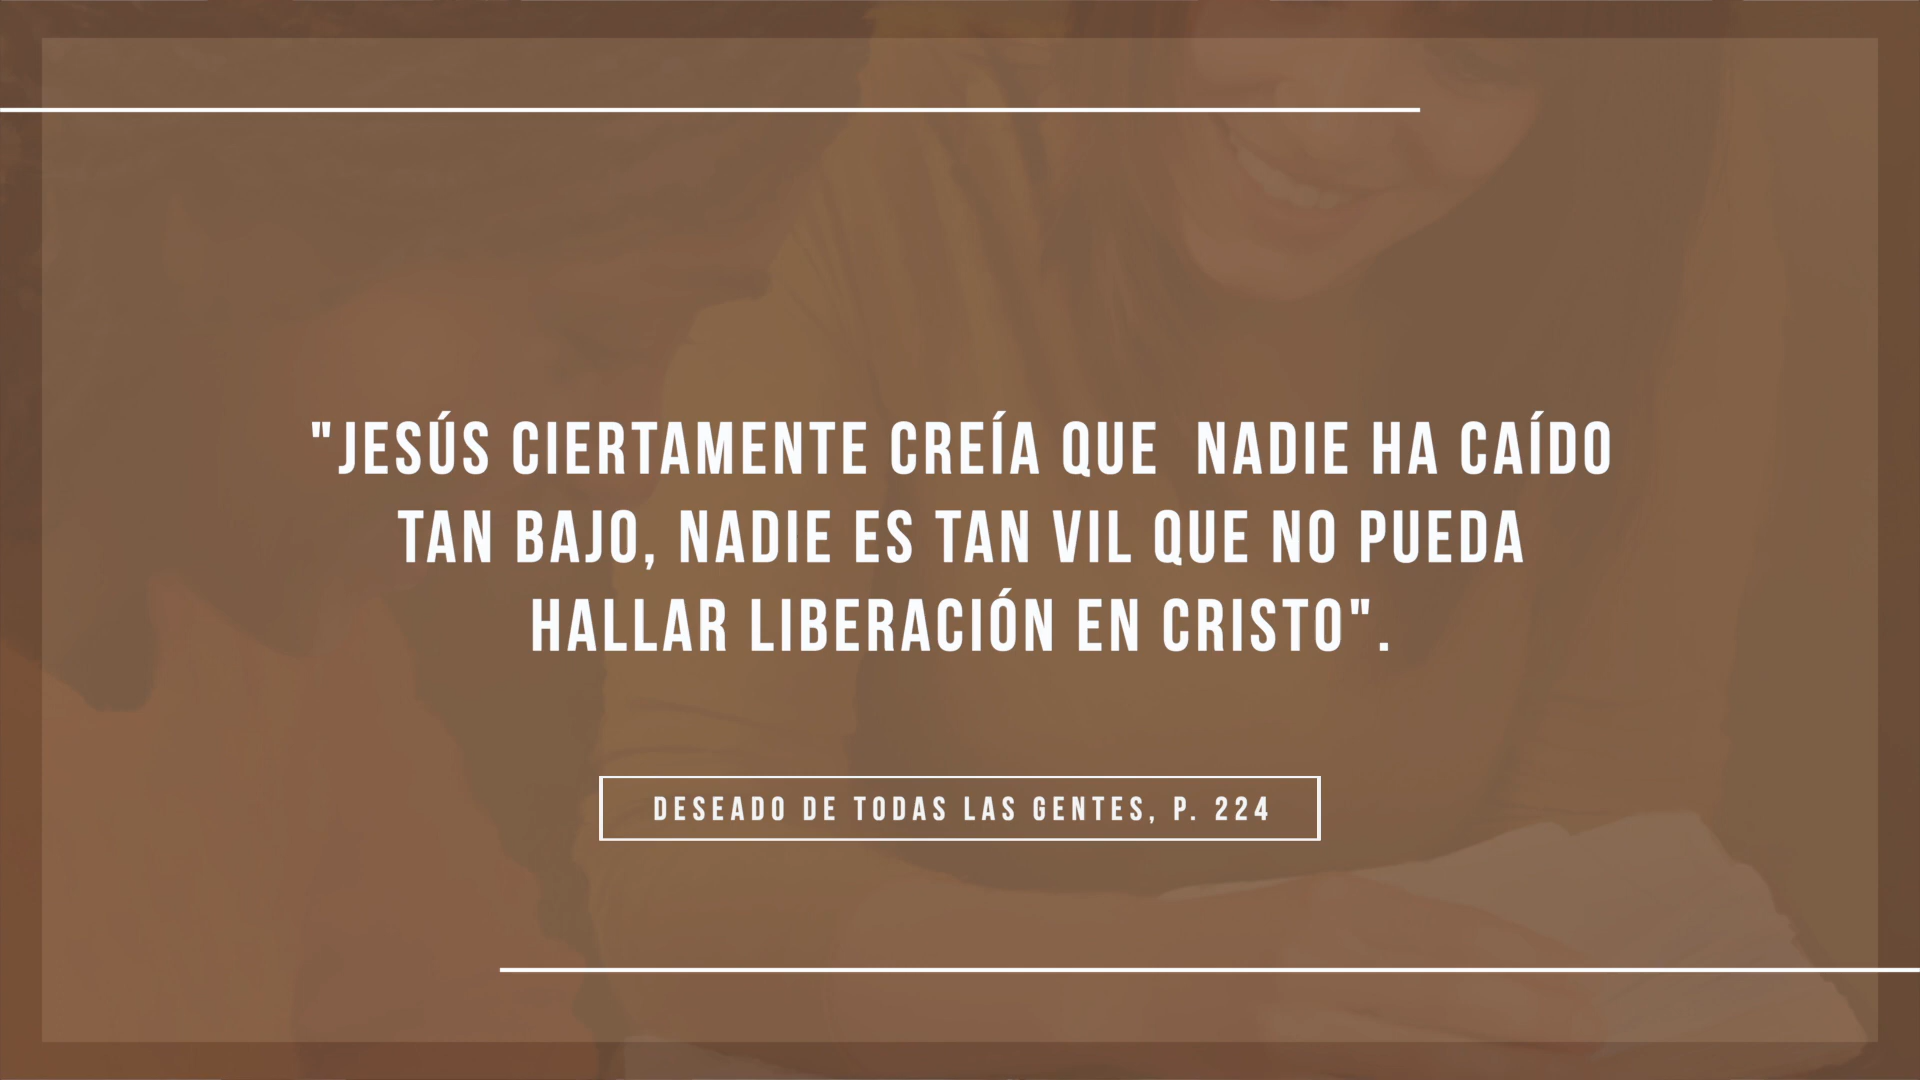 "JESÚS CIERTAMENTE CREÍA QUE  NADIE HA CAÍDO
TAN BAJO, NADIE ES TAN VIL QUE NO PUEDA
HALLAR LIBERACIÓN EN CRISTO".
DESEADO DE TODAS LAS GENTES, P. 224